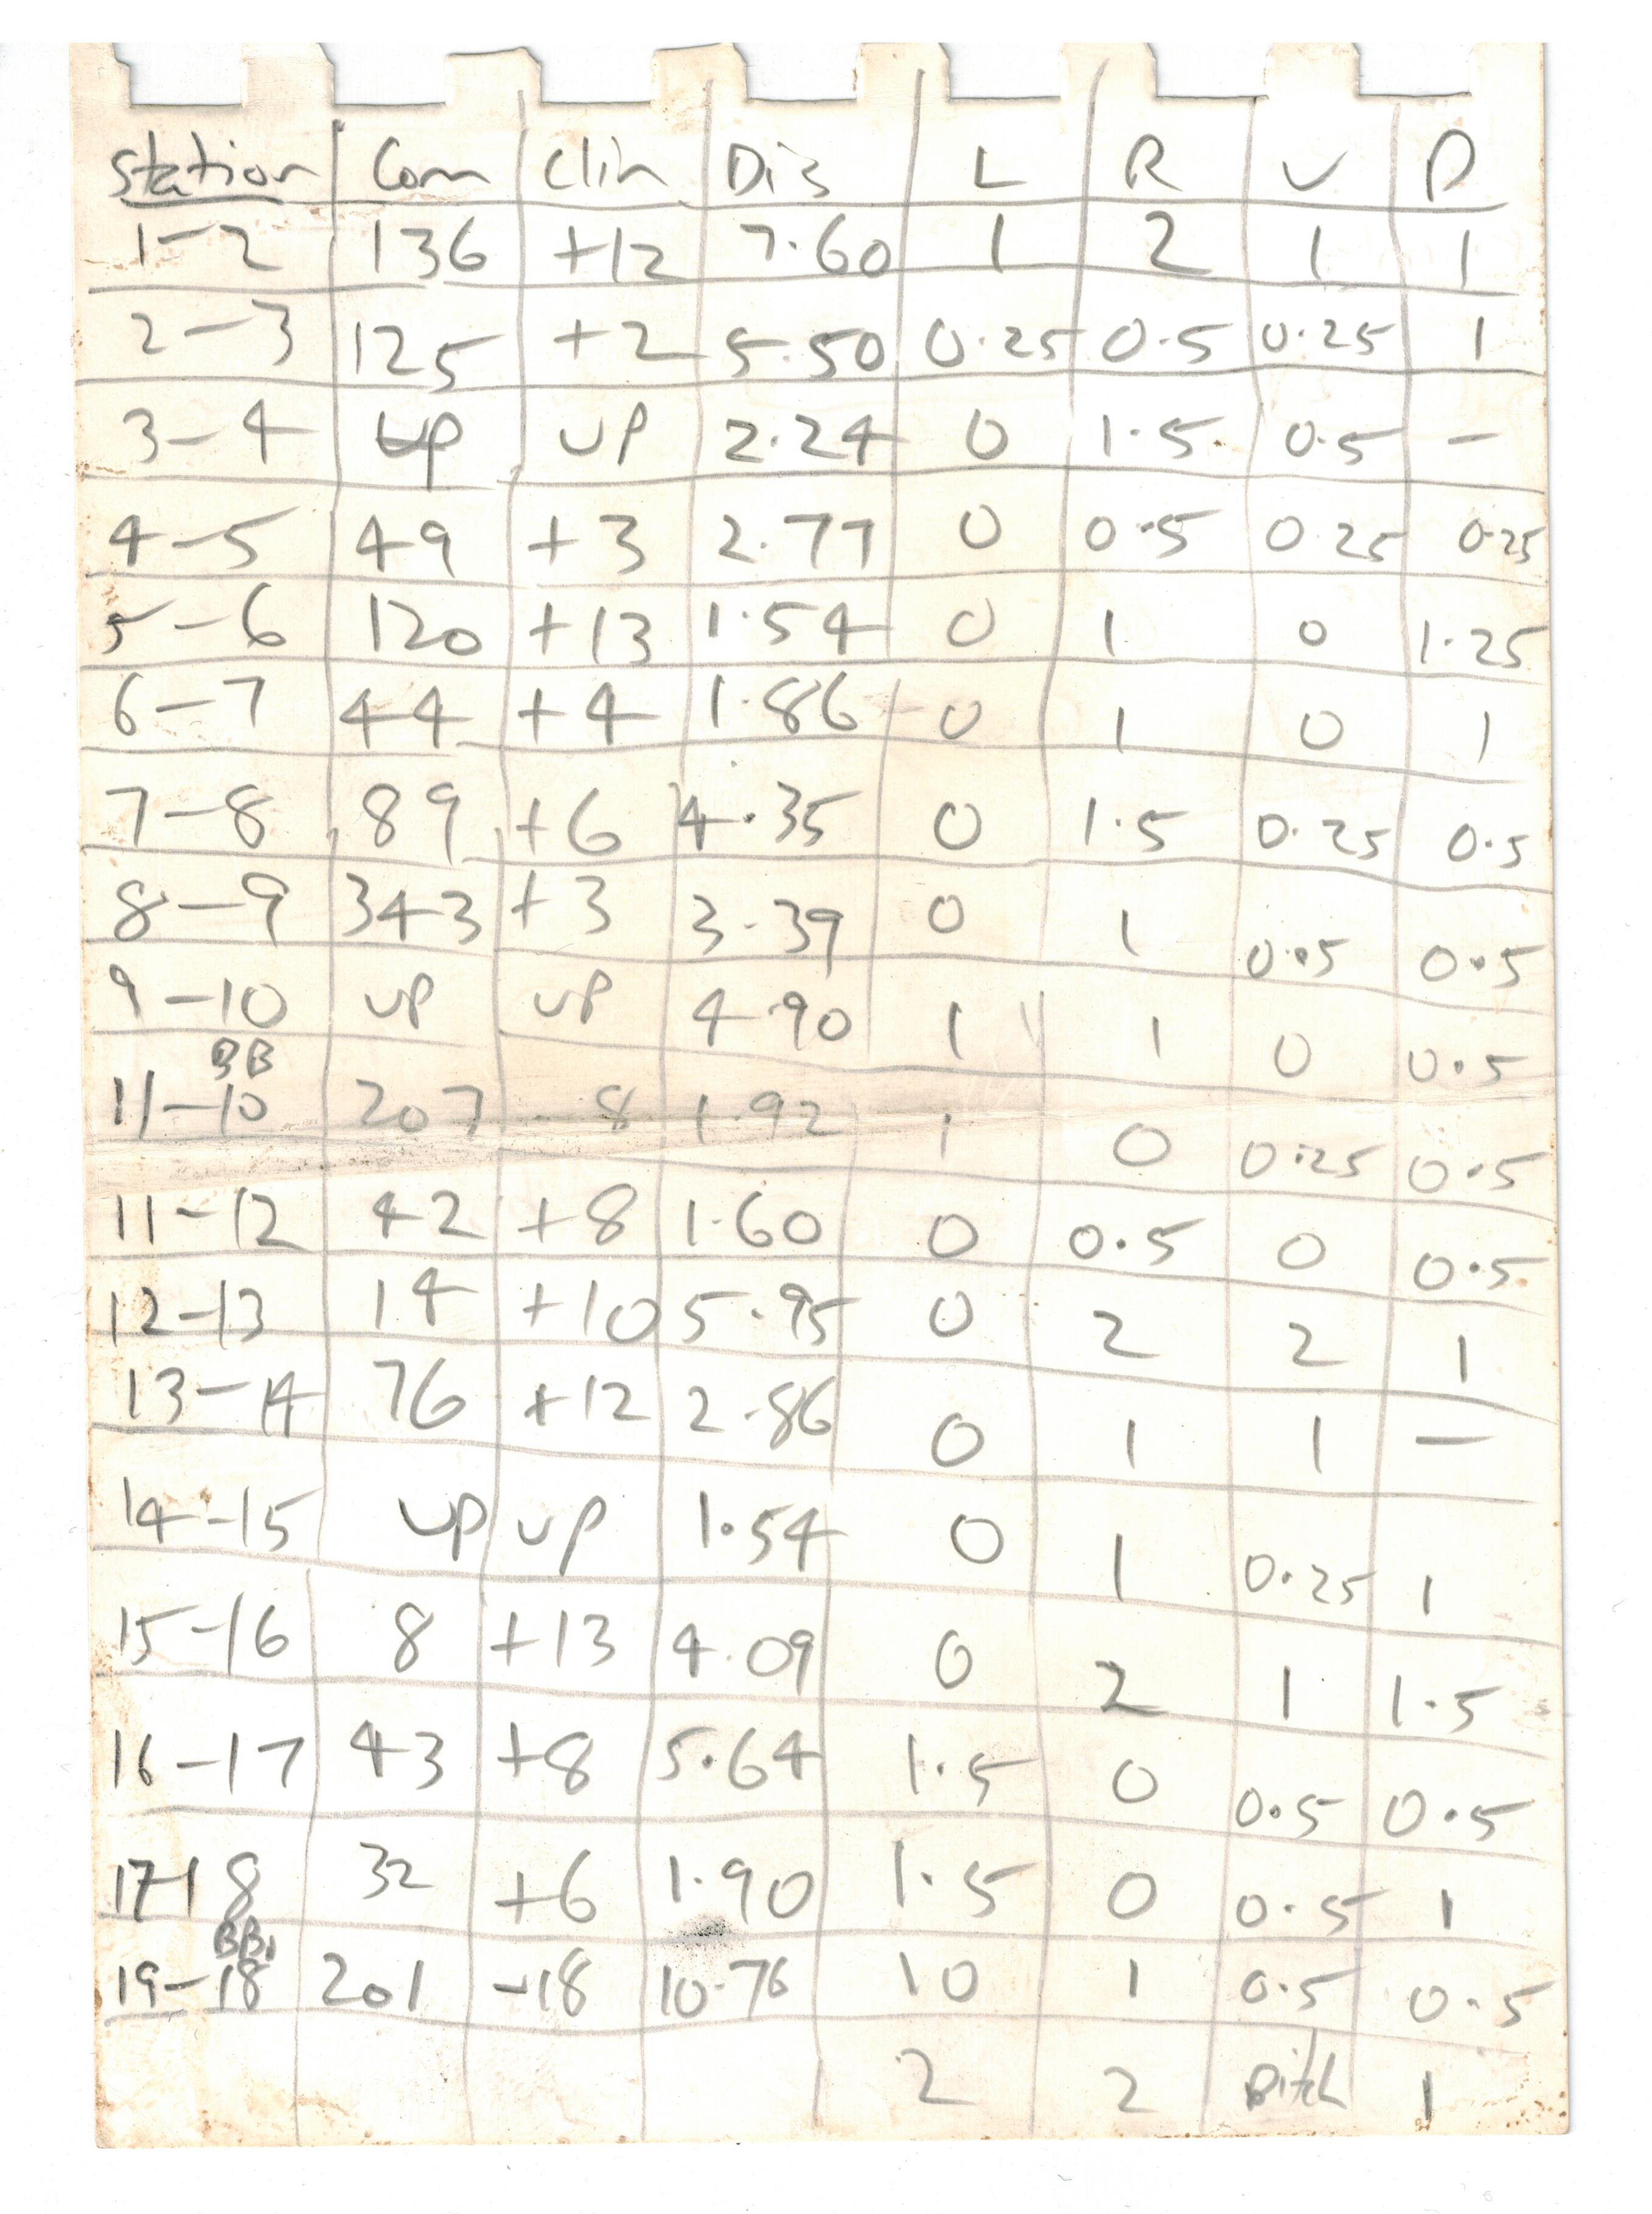 Station Com Clin Dis L R U D
1-2 136 +12 7.60 1 2 1 1
2-3 125 +2 5.50 0.25 0.5 0.25 1
3-4 UP UP 2.24 0 1.5 0.5 -
4-5 49 +3 2.77 0 0.5 0.25 0.25
5-6 120 +13 1.54 0 1 0 1.25
6-7 44 +4 1.86 0 1 0 1
7-8 89 +6 4.35 0 1.5 0.25 0.5
8-9 343 +3 3.39 0 1 0.5 0.5
9-10 UP UP 4.90 1 1 0 0.5
BB
11-10 207 -8 1.92 1 0 0.25 0.5
11-12 42 +8 1.60 0 0.5 0 0.5
12-13 14 +10 5.95 0 2 2 1
13-14 76 +12 2.86 0 1 1 -
14-15 UP UP 1.54 0 1 0.25 1
15-16 8 +13 4.09 0 2 1 1.5
16-17 43 +8 5.64 1.5 0 0.5 0.5
17-18 32 +6 1.90 1.5 0 0.5 1
BB
19-18 201 -18 10.76 10 1 0.5 0.5
2 2 Pitch 1